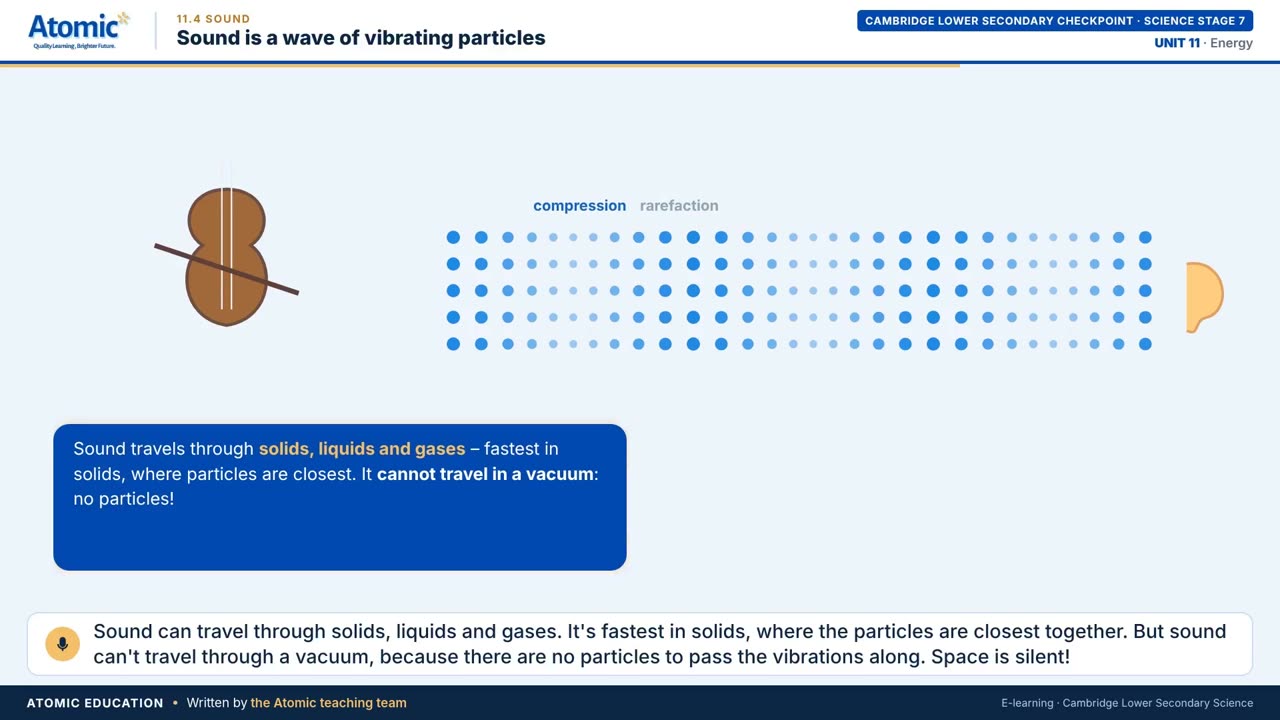 Atomic
Quality Learning, Brighter Future.
11.4 SOUND
Sound is a wave of vibrating particles
CAMBRIDGE LOWER SECONDARY CHECKPOINT · SCIENCE STAGE 7
UNIT 11 · Energy
compression rarefaction
Sound travels through solids, liquids and gases – fastest in
solids, where particles are closest. It cannot travel in a vacuum:
no particles!
Sound can travel through solids, liquids and gases. It's fastest in solids, where the particles are closest together. But sound
can't travel through a vacuum, because there are no particles to pass the vibrations along. Space is silent!
ATOMIC EDUCATION • Written by the Atomic teaching team
E-learning · Cambridge Lower Secondary Science